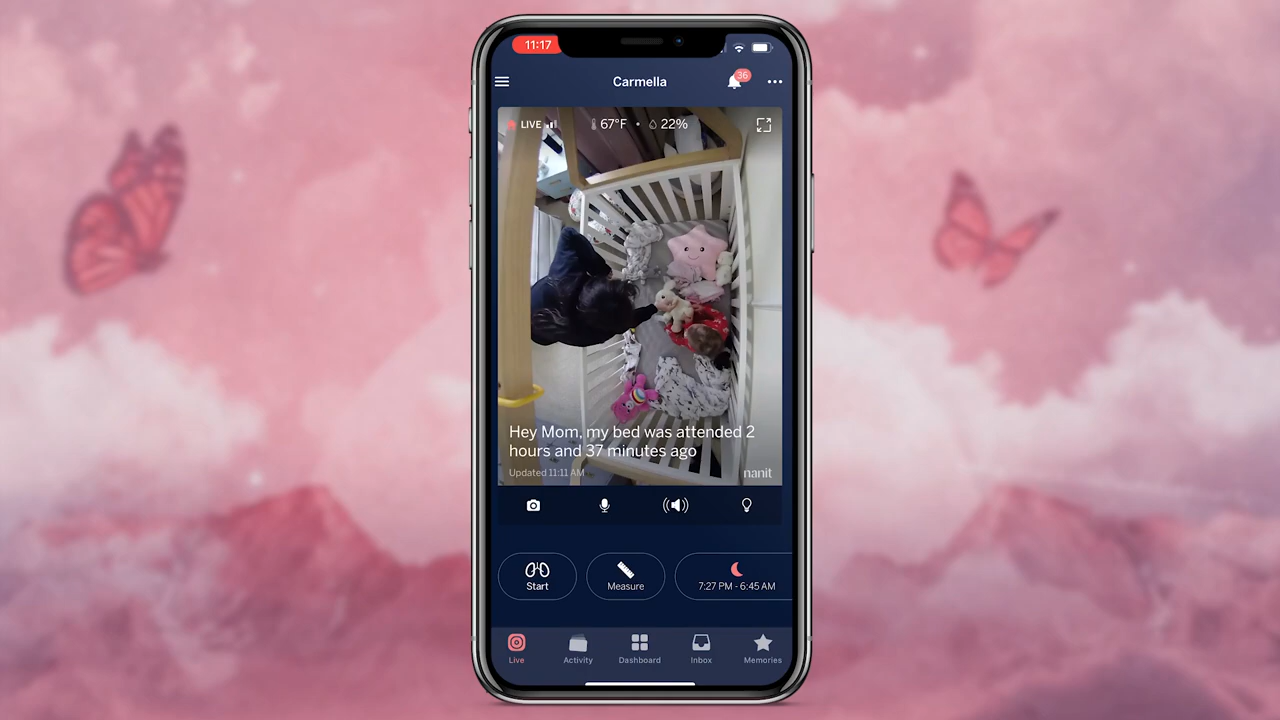 11:17
Carmella
36
LIVE 67°F • 22%
Hey Mom, my bed was attended 2
hours and 37 minutes ago
Updated 11:11 AM
nanit
Start
Measure
7:27 PM - 6:45 AM
Live
Activity
Dashboard
Inbox
Memories